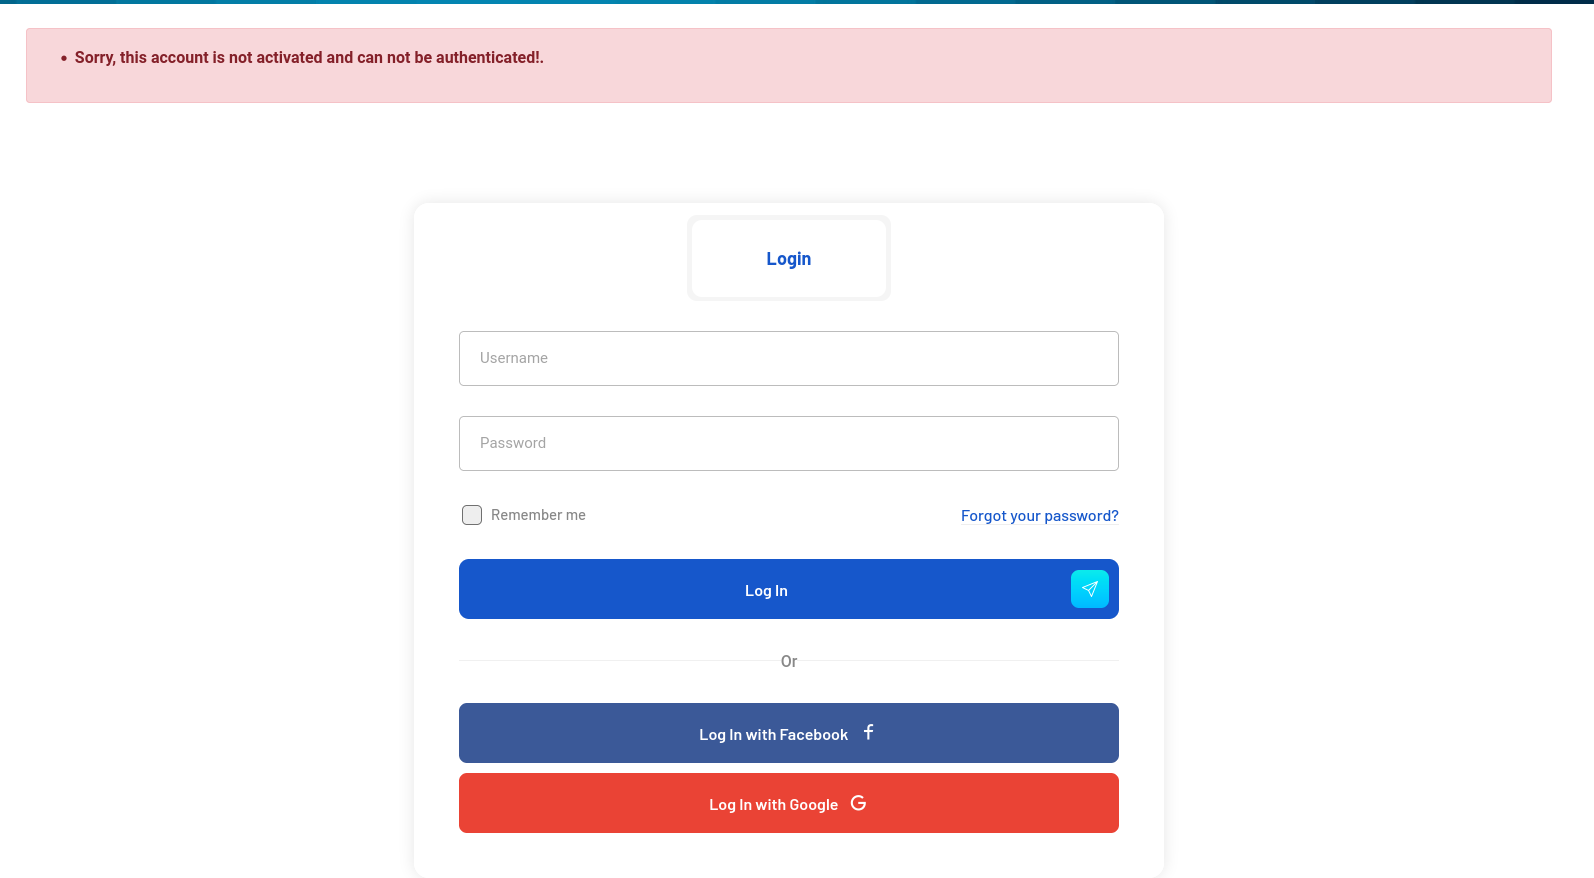 • Sorry, this account is not activated and can not be authenticated!.
Login
Username
Password
Remember me
Forgot your password?
Log In
Or
Log In with Facebook
Log In with Google